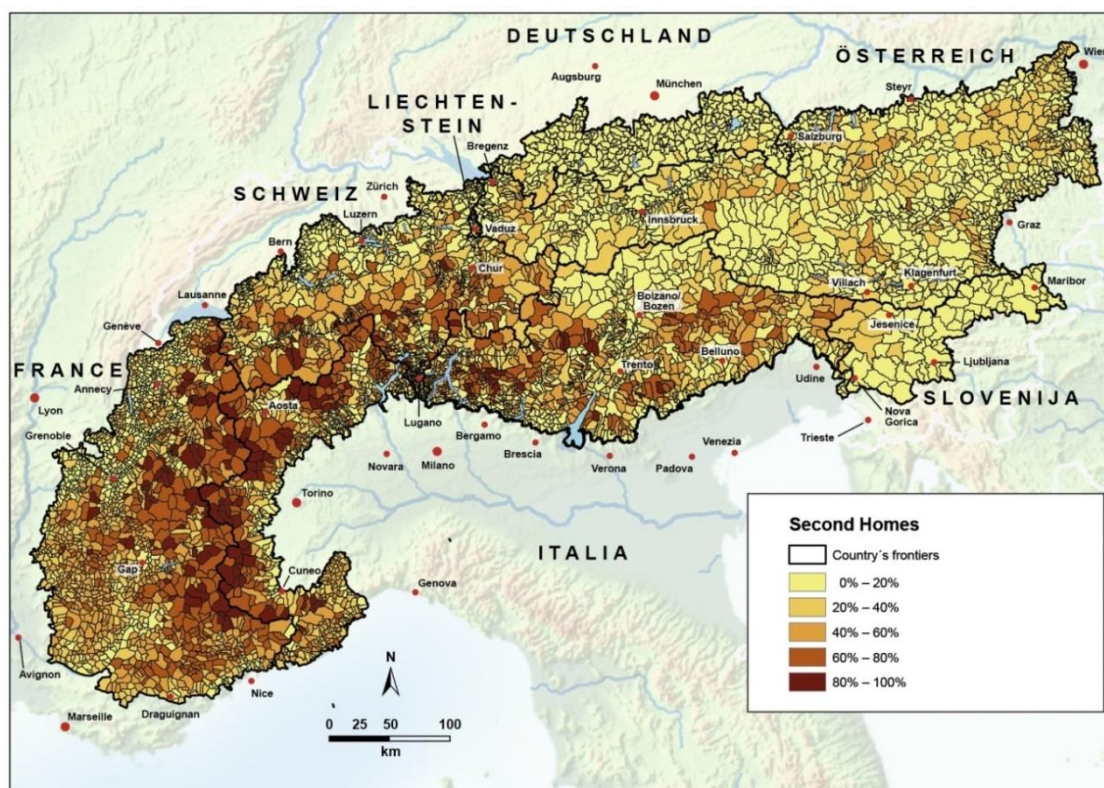 DEUTSCHLAND
Augsburg
München
ÖSTERREICH
Wien
Steyr
LIECHTEN-
STEIN
Bregenz
Salzburg
SCHWEIZ
Zürich
Luzern
Vaduz
Innsbruck
Graz
Bern
Chur
Klagenfurt
Villach
Maribor
Lausanne
Bolzano/
Bozen
Jesenice
Genève
Belluno
Trento
Ljubljana
FRANCE
Annecy
Lyon
Aosta
Lugano
Udine
SLOVENIJA
Nova
Gorica
Grenoble
Bergamo
Trieste
Novara
Milano
Brescia
Verona
Padova
Venezia
Torino
ITALIA
Gap
Cuneo
Genova
Avignon
Nice
Marseille
Draguignan
N
0 25 50 100
km
Second Homes
Country´s frontiers
0% – 20%
20% – 40%
40% – 60%
60% – 80%
80% – 100%